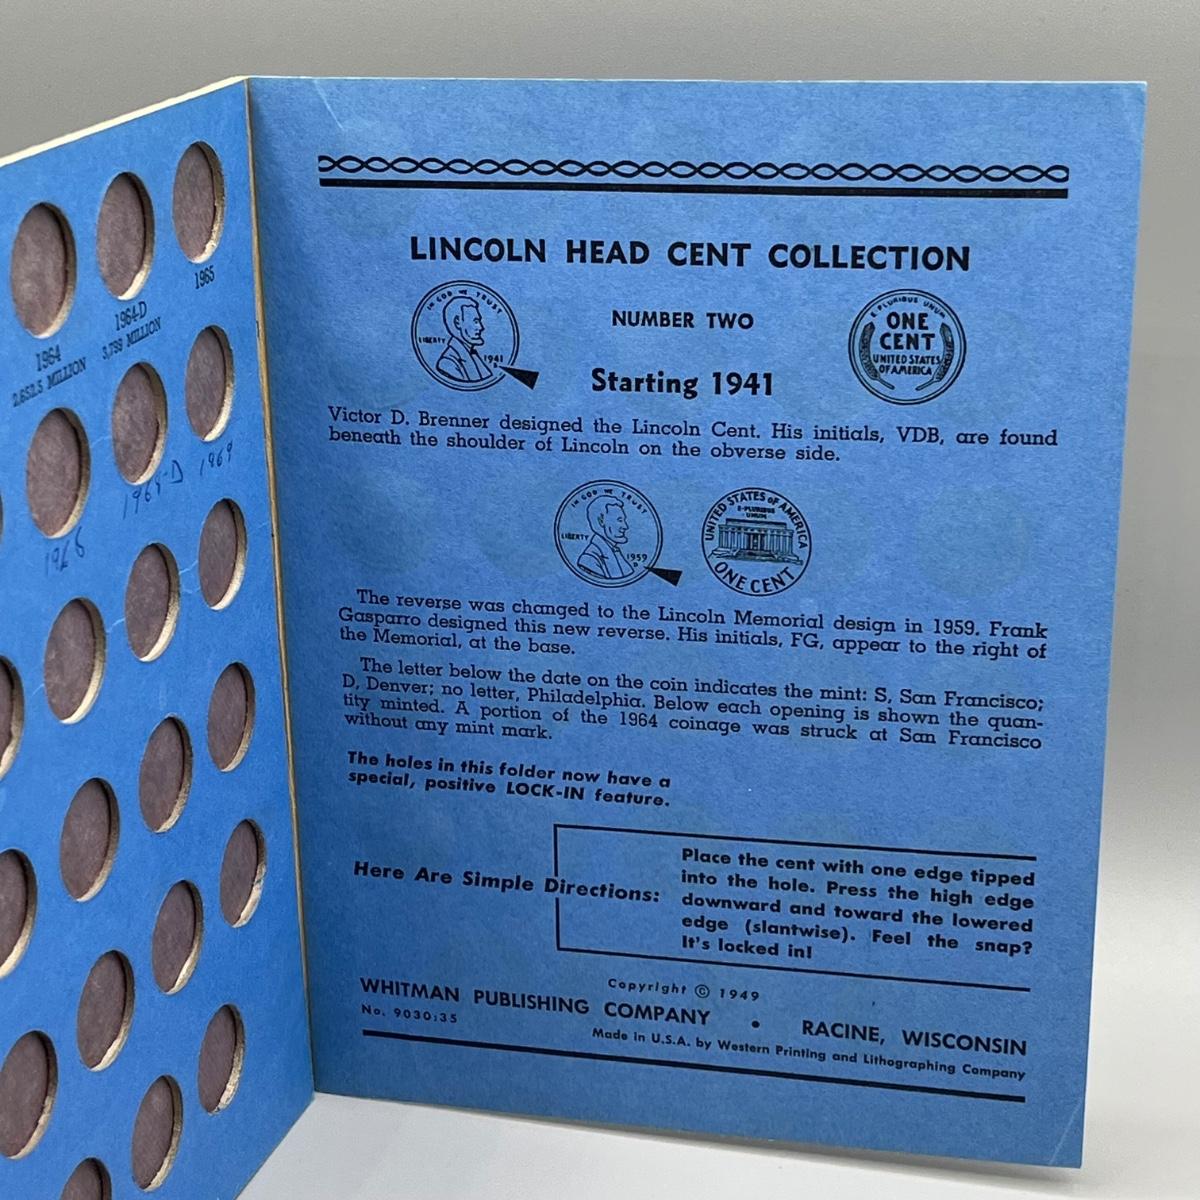 1964
2,652.5 MILLION
1964-D
3,799 MILLION
1965
1968
1968-D
1969
LINCOLN HEAD CENT COLLECTION
IN GOD WE TRUST
LIBERTY
1941
S
NUMBER TWO
Starting 1941
E PLURIBUS UNUM
ONE
CENT
UNITED STATES
OF AMERICA
Victor D. Brenner designed the Lincoln Cent. His initials, VDB, are found
beneath the shoulder of Lincoln on the obverse side.
IN GOD WE TRUST
LIBERTY
1959
D
UNITED STATES OF AMERICA
E·PLURIBUS
UNUM
ONE CENT
The reverse was changed to the Lincoln Memorial design in 1959. Frank
Gasparro designed this new reverse. His initials, FG, appear to the right of
the Memorial, at the base.
The letter below the date on the coin indicates the mint: S, San Francisco;
D, Denver; no letter, Philadelphia. Below each opening is shown the quan-
tity minted. A portion of the 1964 coinage was struck at San Francisco
without any mint mark.
The holes in this folder now have a
special, positive LOCK-IN feature.
Here Are Simple Directions:
Place the cent with one edge tipped
into the hole. Press the high edge
downward and toward the lowered
edge (slantwise). Feel the snap?
It's locked in!
Copyright © 1949
WHITMAN PUBLISHING COMPANY • RACINE, WISCONSIN
No. 9030:35
Made in U.S.A. by Western Printing and Lithographing Company